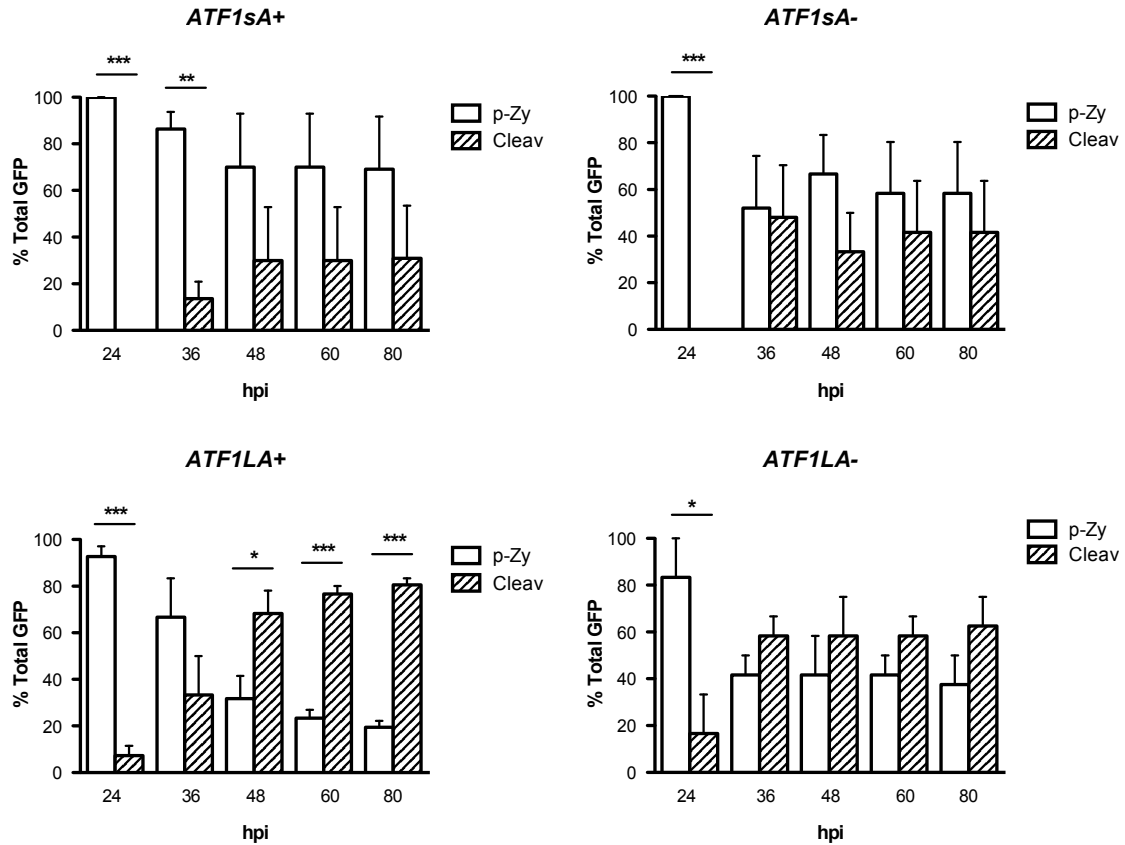 ATF1sA+
***
**
100
80
60
40
20
0
% Total GFP
24 36 48 60 80
hpi
p-Zy
Cleav
ATF1sA-
***
100
80
60
40
20
0
% Total GFP
24 36 48 60 80
hpi
p-Zy
Cleav
ATF1LA+
***
*
***
***
100
80
60
40
20
0
% Total GFP
24 36 48 60 80
hpi
p-Zy
Cleav
ATF1LA-
*
100
80
60
40
20
0
% Total GFP
24 36 48 60 80
hpi
p-Zy
Cleav